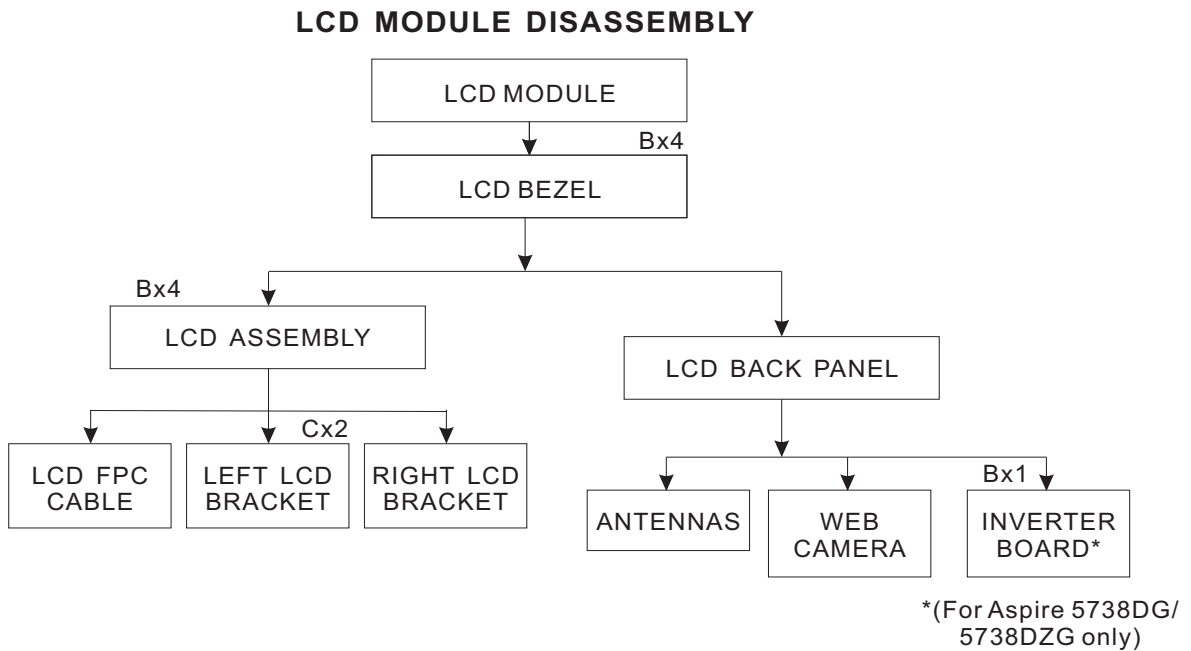 LCD MODULE DISASSEMBLY
LCD MODULE
Bx4
LCD BEZEL
Bx4
LCD ASSEMBLY
LCD BACK PANEL
Cx2
LCD FPC
CABLE
LEFT LCD
BRACKET
RIGHT LCD
BRACKET
Bx1
ANTENNAS
WEB
CAMERA
INVERTER
BOARD*
*(For Aspire 5738DG/
5738DZG only)